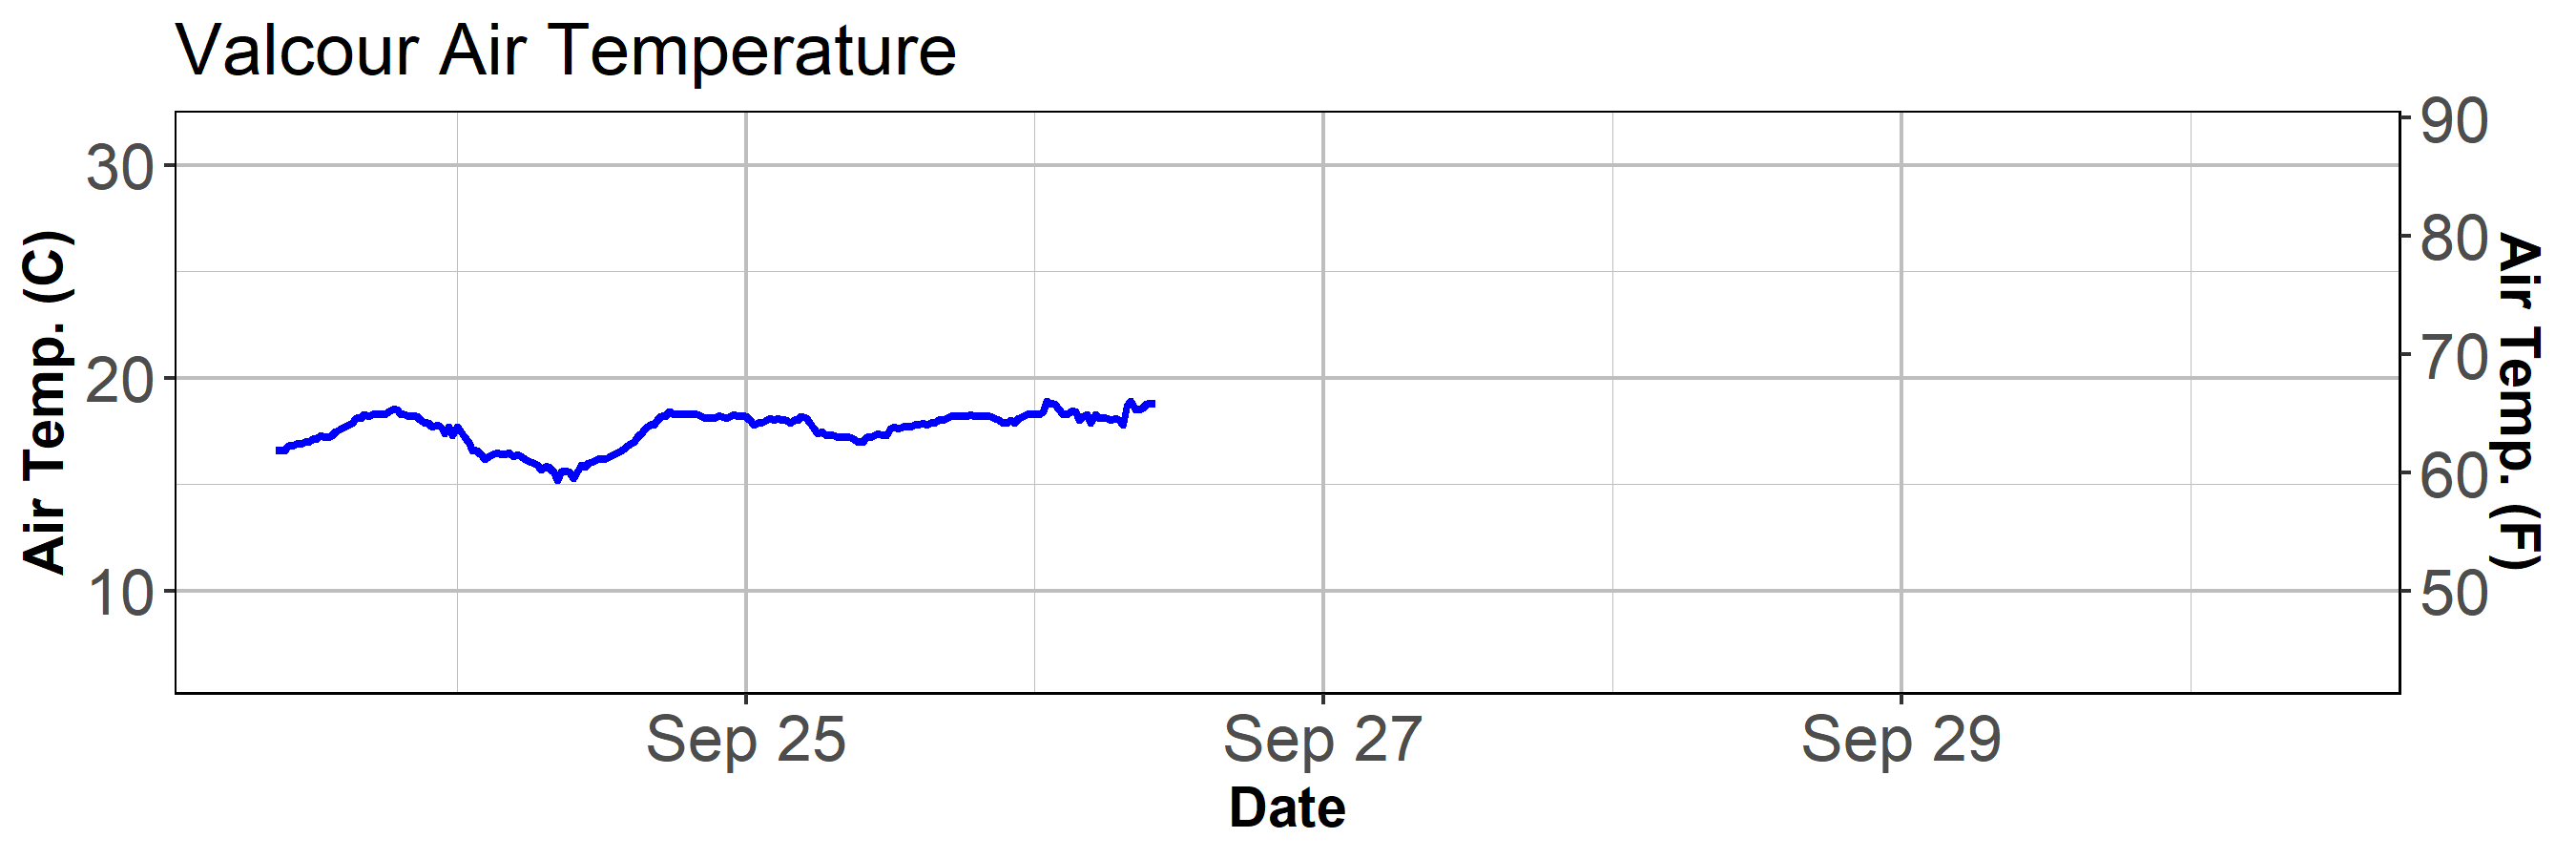 Valcour Air Temperature
Air Temp. (C)
30
20
10
90
80
70
60
50
Air Temp. (F)
Sep 25
Sep 27
Sep 29
Date